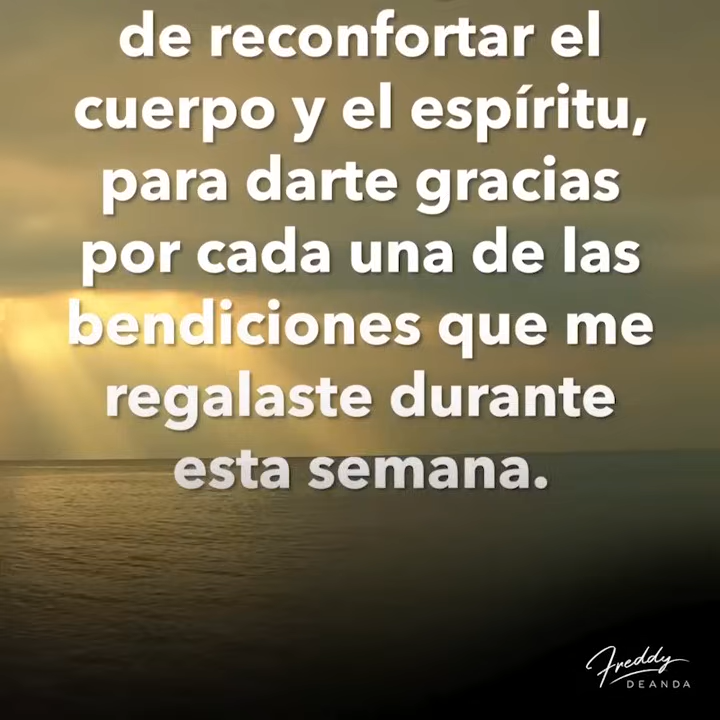 de reconfortar el
cuerpo y el espíritu,
para darte gracias
por cada una de las
bendiciones que me
regalaste durante
esta semana.
Freddy
DEANDA